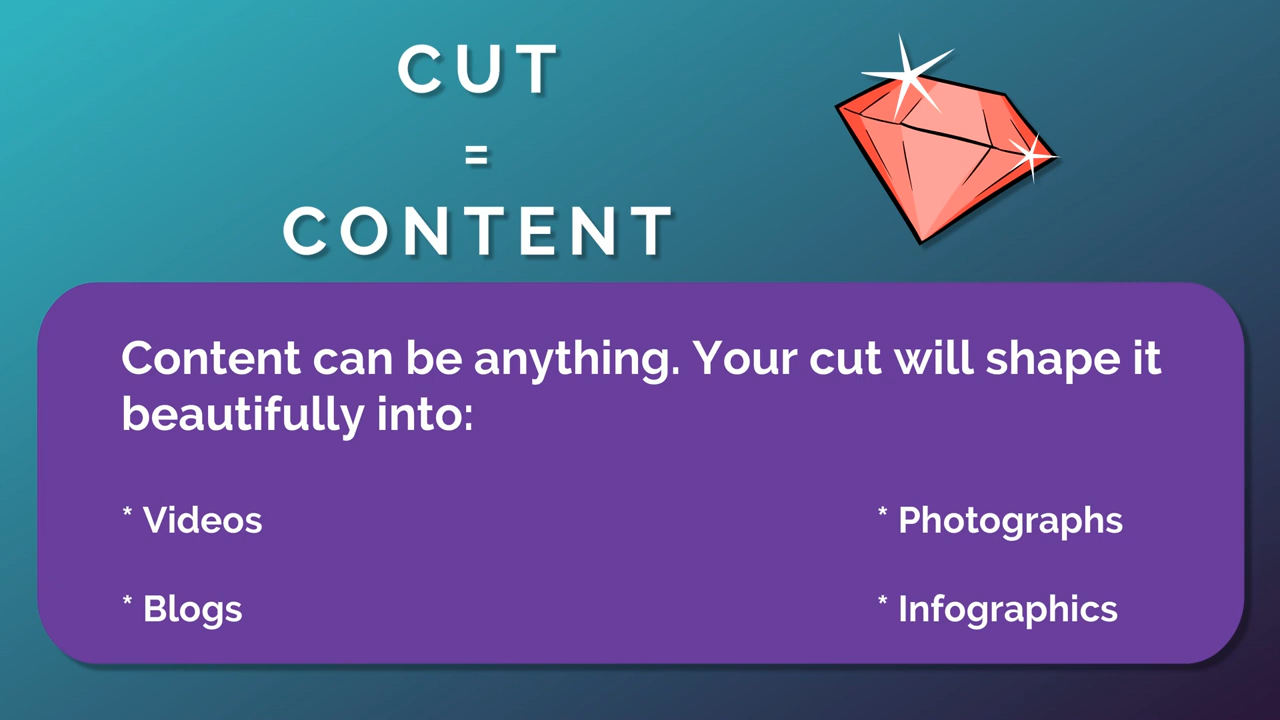 CUT
=
CONTENT
Content can be anything. Your cut will shape it
beautifully into:
* Videos
* Photographs
* Blogs
* Infographics